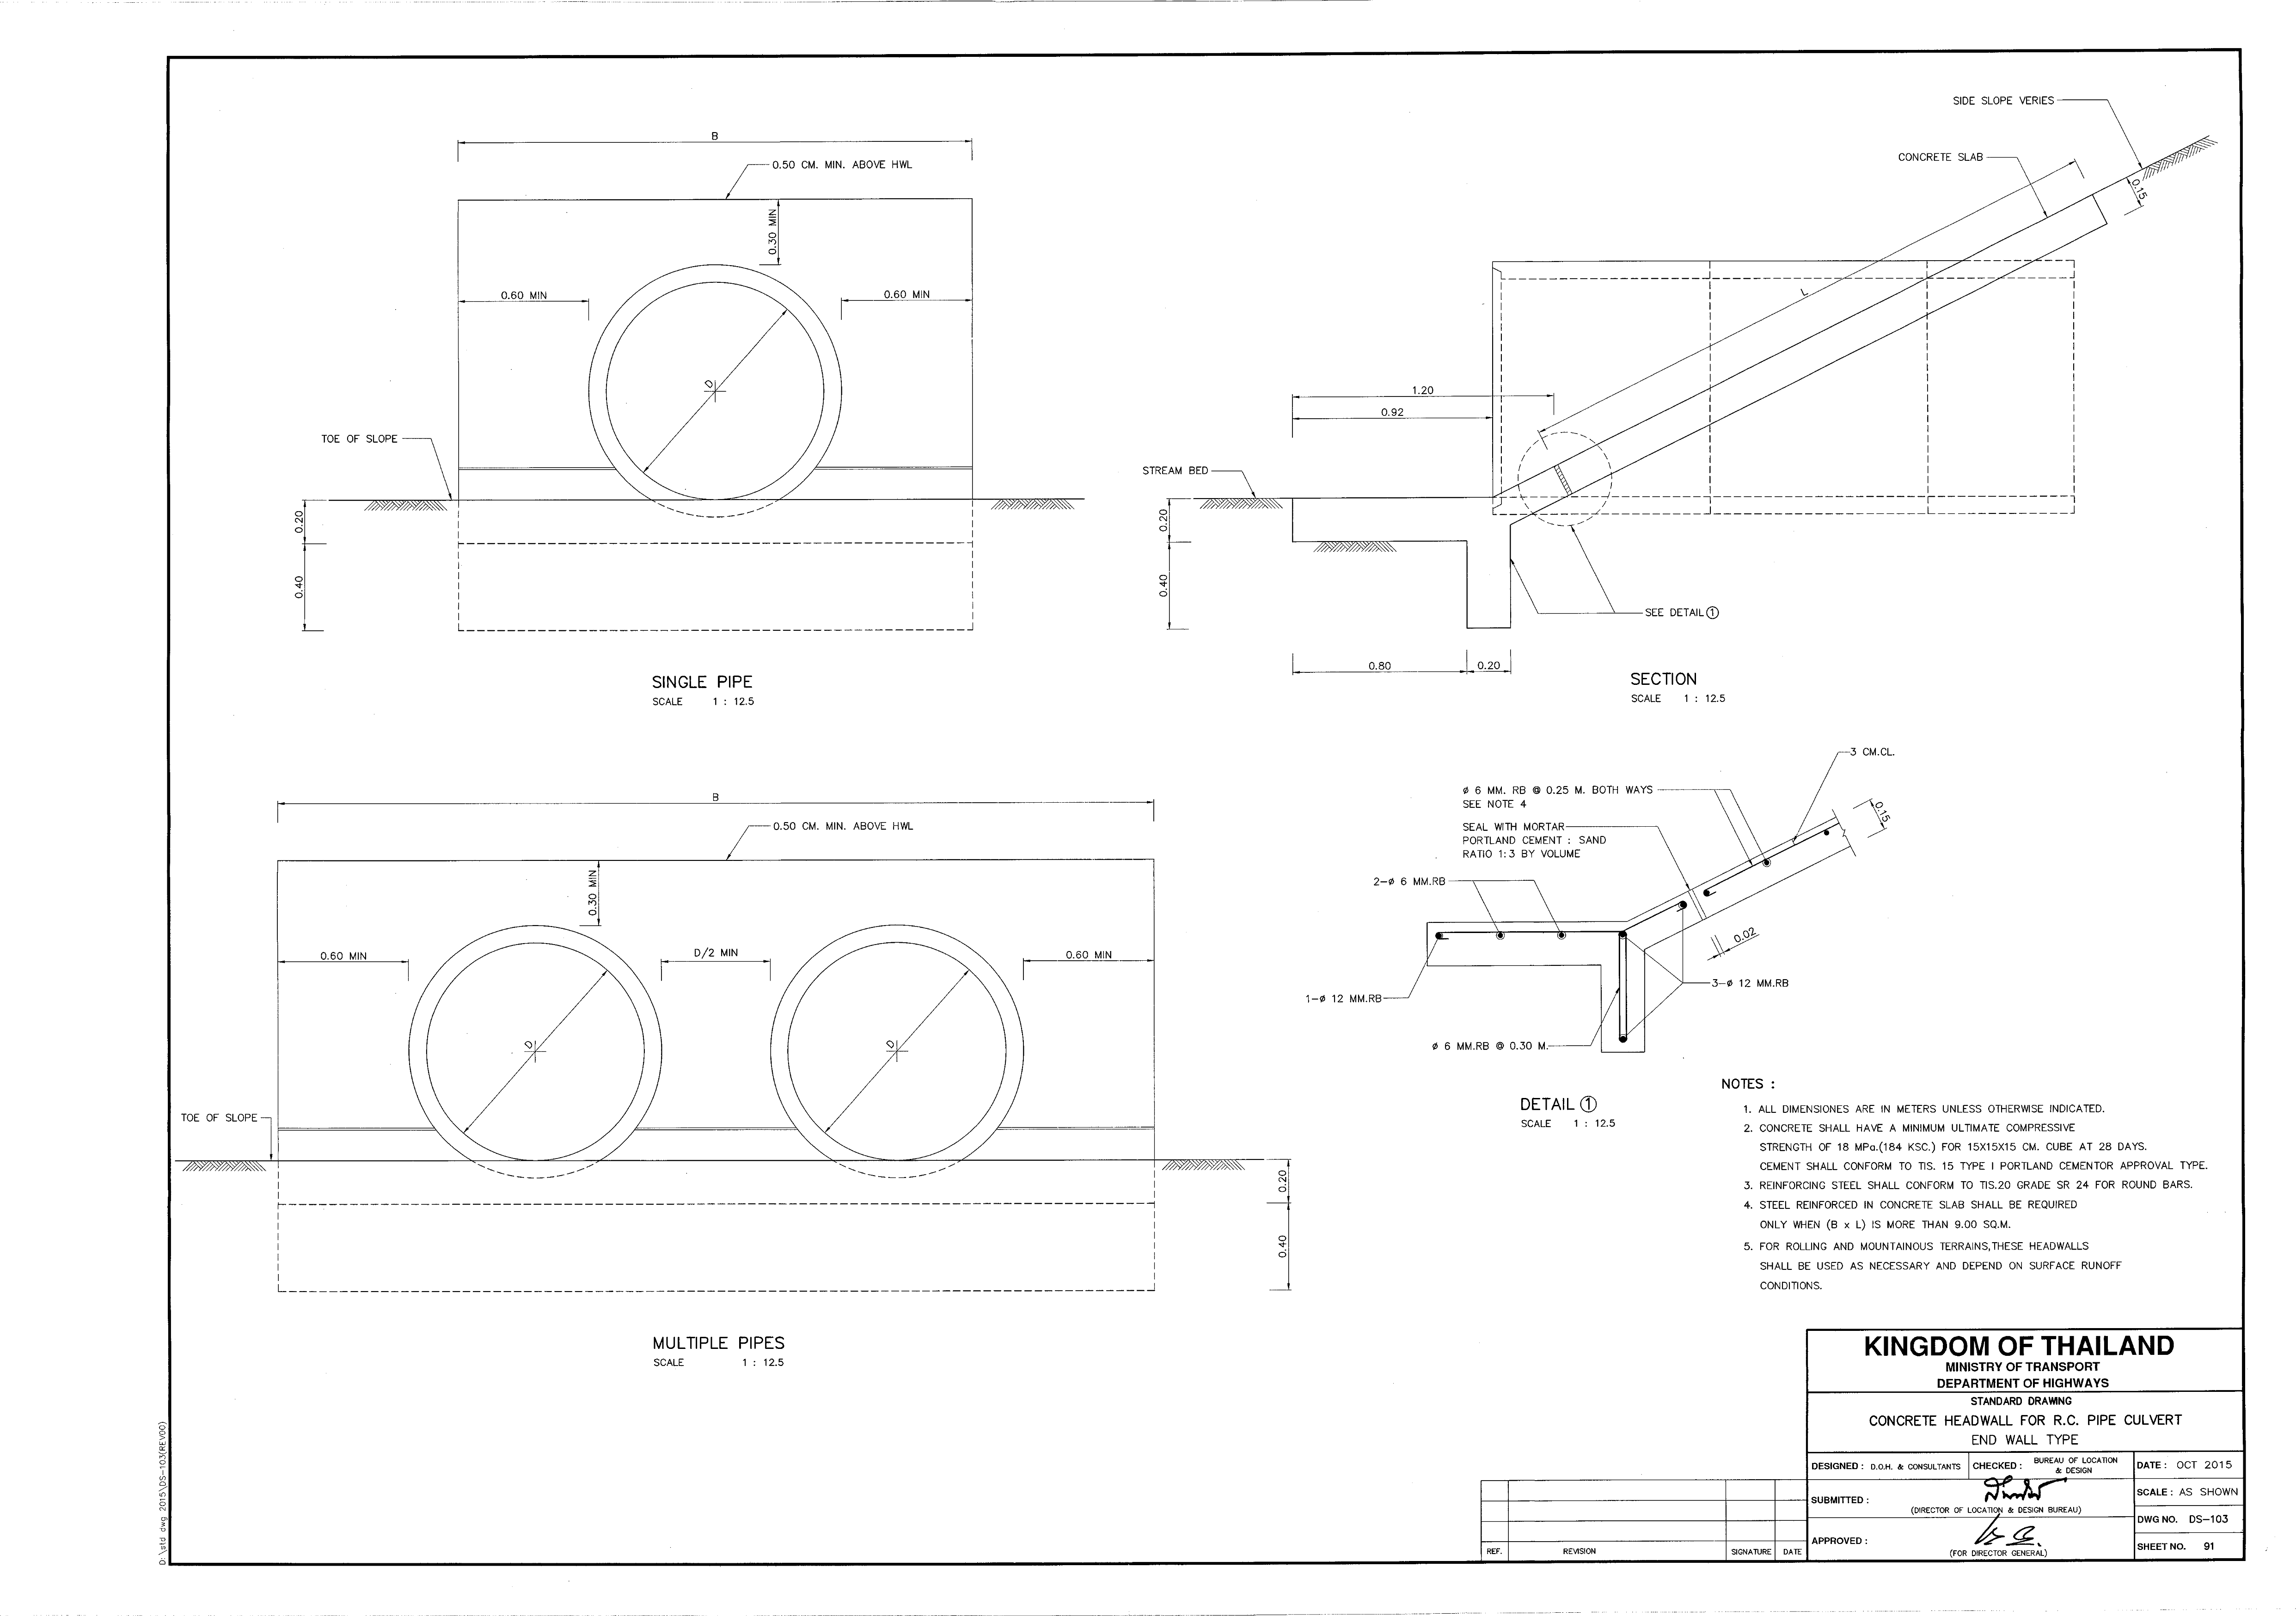 B
0.50 CM. MIN. ABOVE HWL
0.30 MIN
0.60 MIN
0.60 MIN
D
TOE OF SLOPE
0.20
0.40
SINGLE PIPE
SCALE 1 : 12.5
SIDE SLOPE VERIES
CONCRETE SLAB
0.15
L
1.20
0.92
STREAM BED
0.20
0.40
SEE DETAIL 1
0.80
0.20
SECTION
SCALE 1 : 12.5
B
0.50 CM. MIN. ABOVE HWL
0.30 MIN
0.60 MIN
D/2 MIN
0.60 MIN
D
D
TOE OF SLOPE
0.20
0.40
MULTIPLE PIPES
SCALE 1 : 12.5
3 CM.CL.
ø 6 MM. RB @ 0.25 M. BOTH WAYS
SEE NOTE 4
0.15
SEAL WITH MORTAR
PORTLAND CEMENT : SAND
RATIO 1:3 BY VOLUME
2-ø 6 MM.RB
0.02
3-ø 12 MM.RB
1-ø 12 MM.RB
ø 6 MM.RB @ 0.30 M.
DETAIL 1
SCALE 1 : 12.5
NOTES :
1. ALL DIMENSIONES ARE IN METERS UNLESS OTHERWISE INDICATED.
2. CONCRETE SHALL HAVE A MINIMUM ULTIMATE COMPRESSIVE
STRENGTH OF 18 MPa.(184 KSC.) FOR 15X15X15 CM. CUBE AT 28 DAYS.
CEMENT SHALL CONFORM TO TIS. 15 TYPE I PORTLAND CEMENTOR APPROVAL TYPE.
3. REINFORCING STEEL SHALL CONFORM TO TIS.20 GRADE SR 24 FOR ROUND BARS.
4. STEEL REINFORCED IN CONCRETE SLAB SHALL BE REQUIRED
ONLY WHEN (B x L) IS MORE THAN 9.00 SQ.M.
5. FOR ROLLING AND MOUNTAINOUS TERRAINS,THESE HEADWALLS
SHALL BE USED AS NECESSARY AND DEPEND ON SURFACE RUNOFF
CONDITIONS.
KINGDOM OF THAILAND
MINISTRY OF TRANSPORT
DEPARTMENT OF HIGHWAYS
STANDARD DRAWING
CONCRETE HEADWALL FOR R.C. PIPE CULVERT
END WALL TYPE
DESIGNED : D.O.H. & CONSULTANTS
CHECKED : BUREAU OF LOCATION
& DESIGN
DATE : OCT 2015
SUBMITTED :
(DIRECTOR OF LOCATION & DESIGN BUREAU)
SCALE : AS SHOWN
DWG NO. DS-103
APPROVED :
(FOR DIRECTOR GENERAL)
SHEET NO. 91
REF. REVISION SIGNATURE DATE
D:\std dwg 2015\DS-103(REV00)